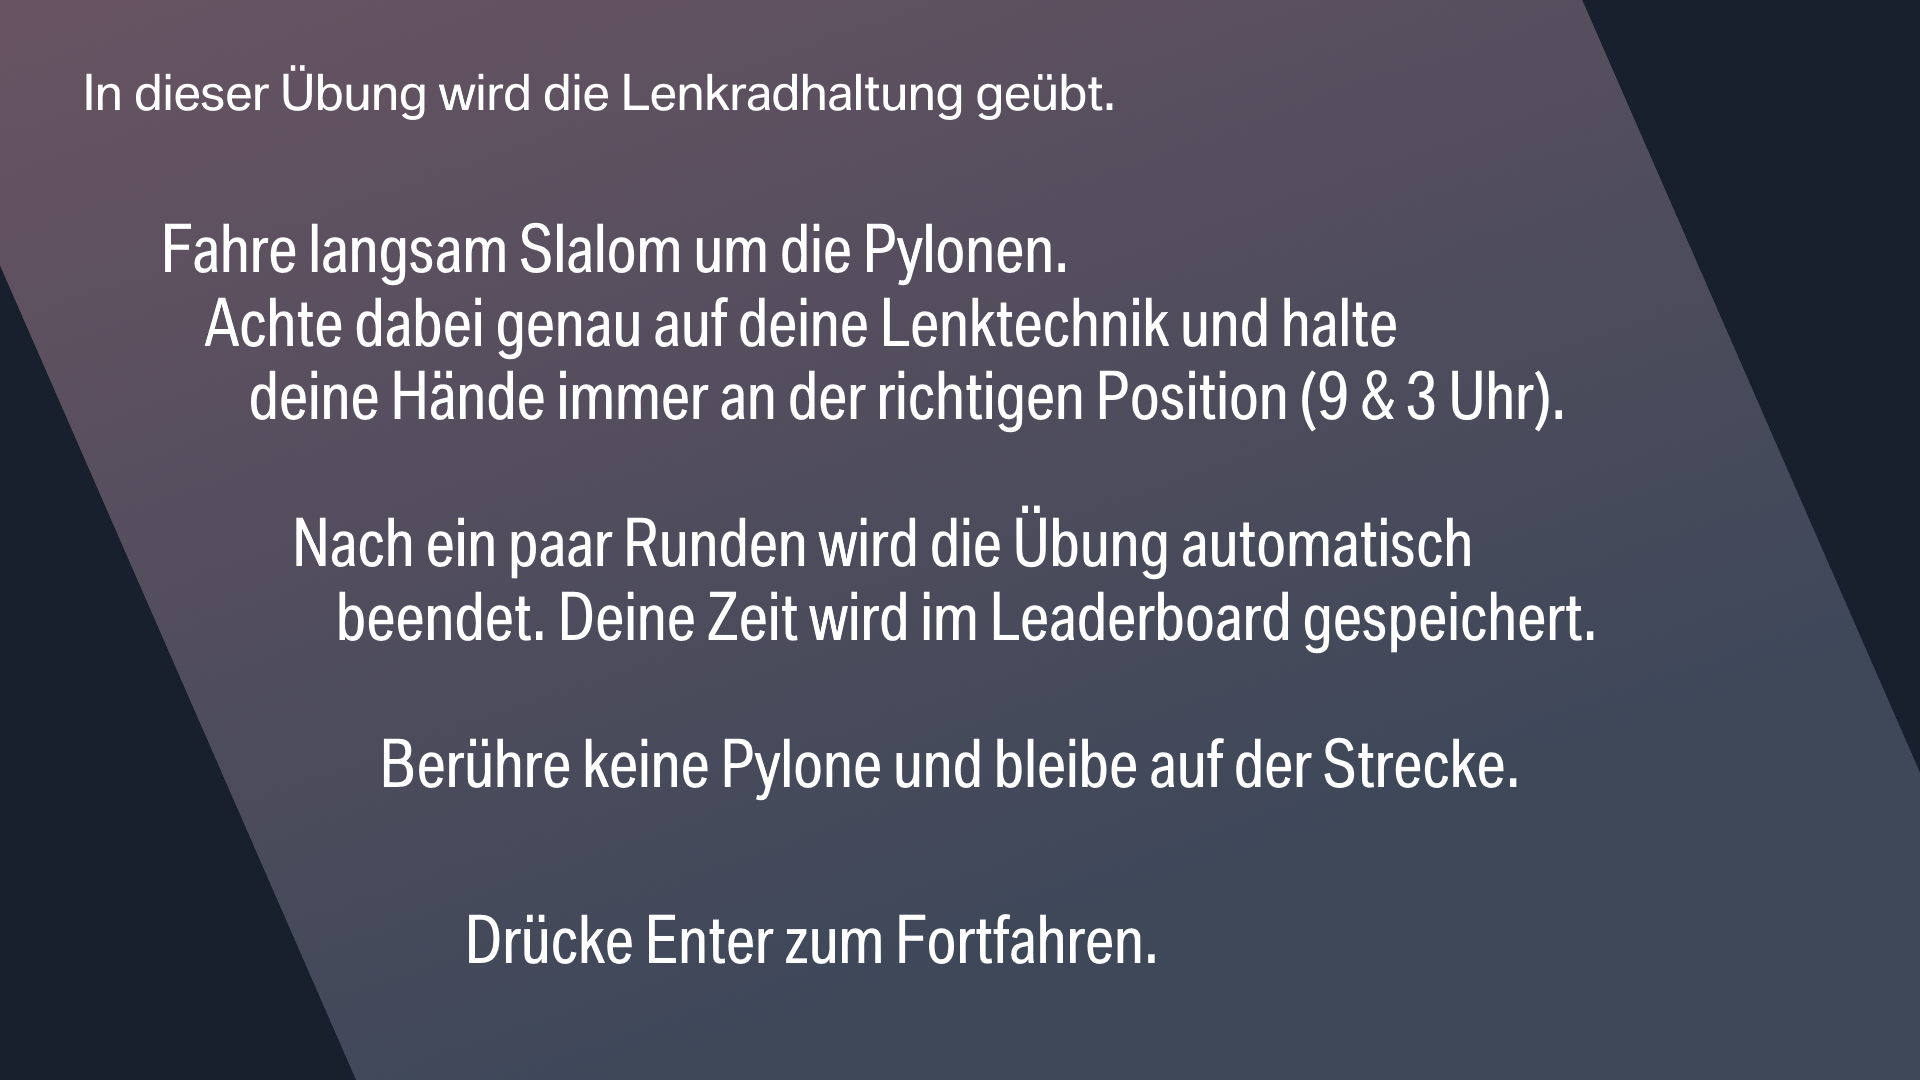 In dieser Übung wird die Lenkradhaltung geübt.
Fahre langsam Slalom um die Pylonen.
Achte dabei genau auf deine Lenktechnik und halte
deine Hände immer an der richtigen Position (9 & 3 Uhr).
Nach ein paar Runden wird die Übung automatisch
beendet. Deine Zeit wird im Leaderboard gespeichert.
Berühre keine Pylone und bleibe auf der Strecke.
Drücke Enter zum Fortfahren.